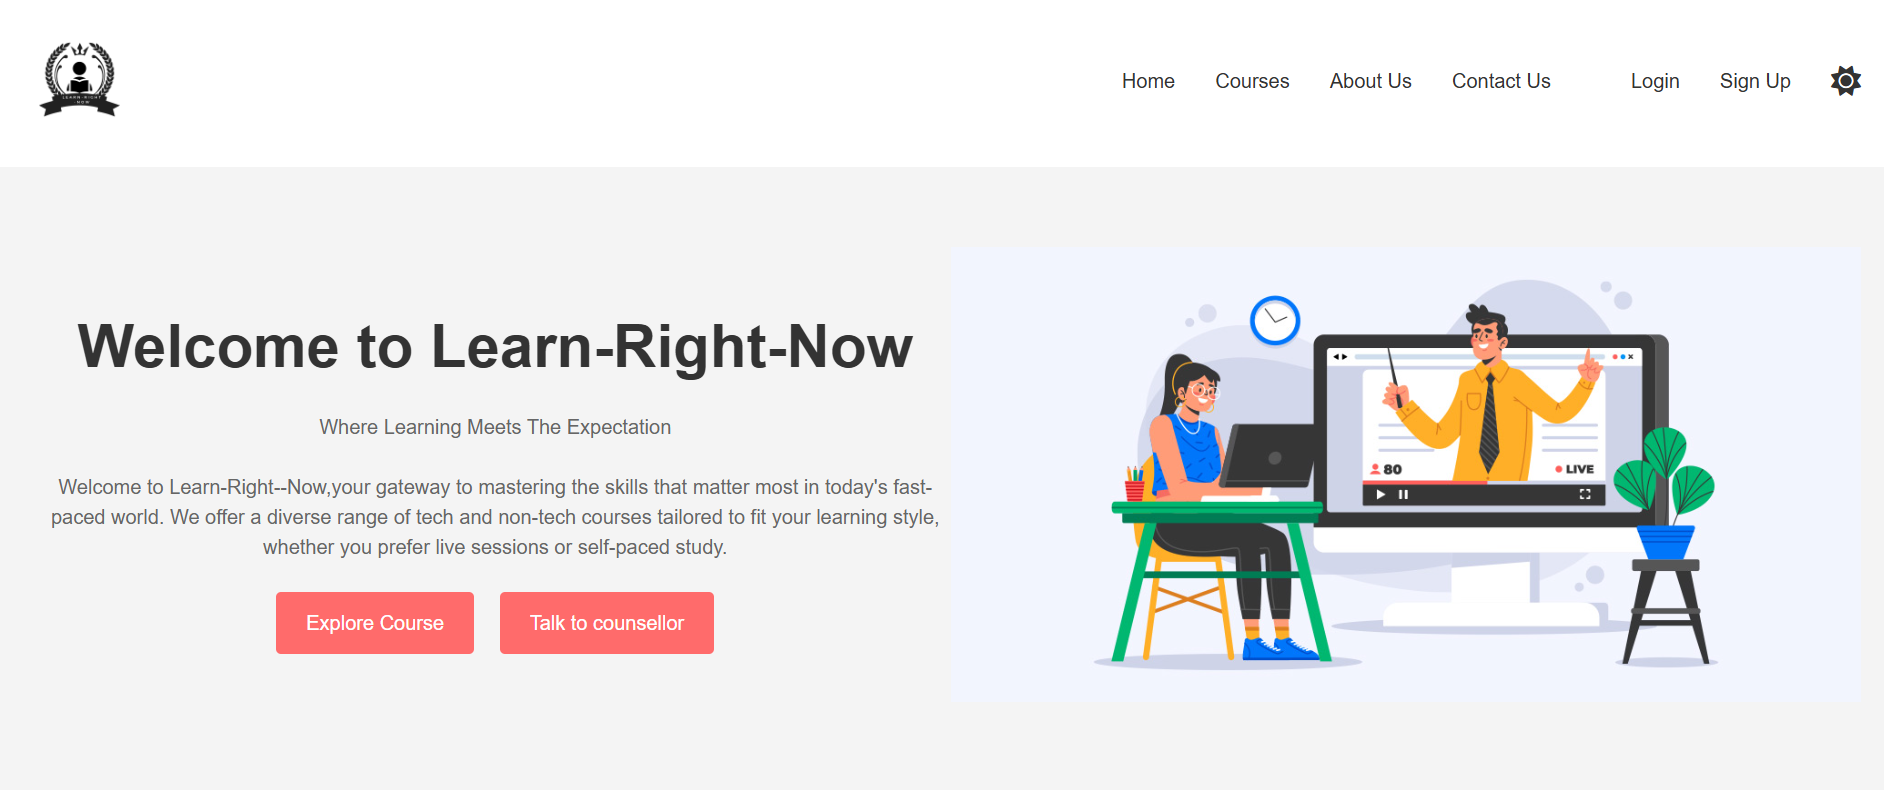 LEARN-RIGHT
-NOW
Home Courses About Us Contact Us Login Sign Up
Welcome to Learn-Right-Now
Where Learning Meets The Expectation
Welcome to Learn-Right--Now,your gateway to mastering the skills that matter most in today's fast-
paced world. We offer a diverse range of tech and non-tech courses tailored to fit your learning style,
whether you prefer live sessions or self-paced study.
Explore Course Talk to counsellor
80 LIVE